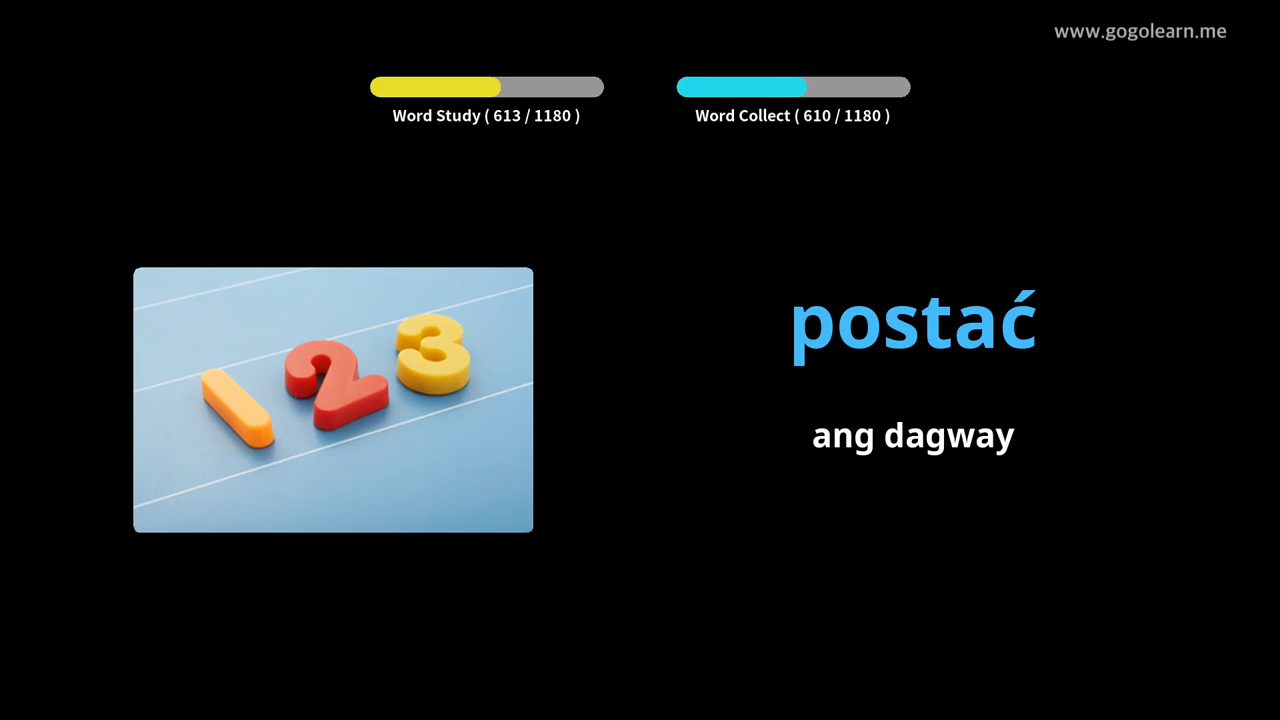 www.gogolearn.me
Word Study ( 613 / 1180 )
Word Collect ( 610 / 1180 )
1 2 3
postać
ang dagway